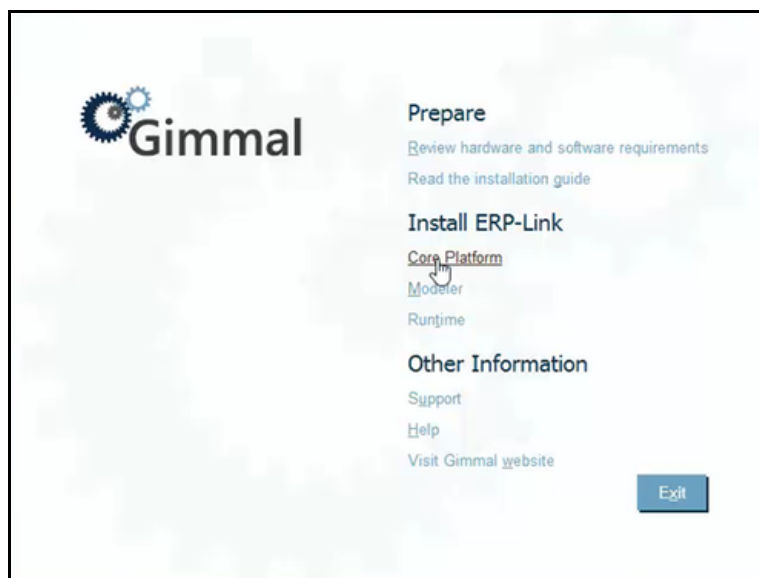 Gimmal
Prepare
Review hardware and software requirements
Read the installation guide
Install ERP-Link
Core Platform
Modeler
Runtime
Other Information
Support
Help
Visit Gimmal website
Exit